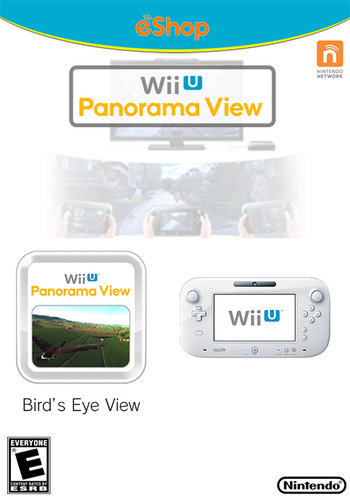 eShop
NINTENDO
NETWORK
Wii U
Panorama View
Wii U
Panorama View
Wii U
Bird's Eye View
EVERYONE
E
CONTENT RATED BY
ESRB
Nintendo